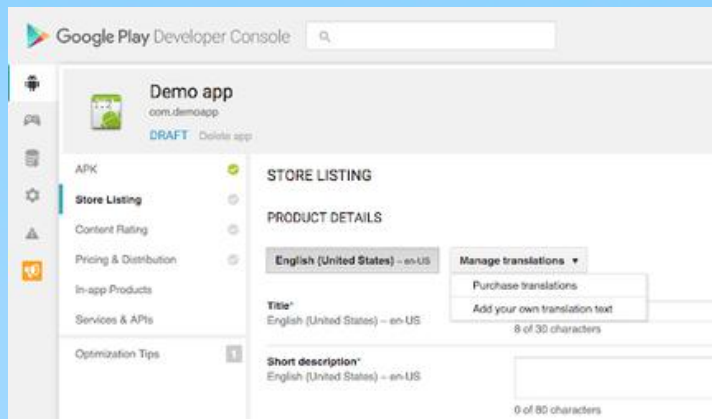 Google Play Developer Console
Demo app
com.demoapp
DRAFT Delete app
APK
Store Listing
Content Rating
Pricing & Distribution
In-app Products
Services & APIs
Optimization Tips
1
STORE LISTING
PRODUCT DETAILS
English (United States) – en-US
Manage translations
Purchase translations
Add your own translation text
Title*
English (United States) – en-US
8 of 30 characters
Short description*
English (United States) – en-US
0 of 80 characters